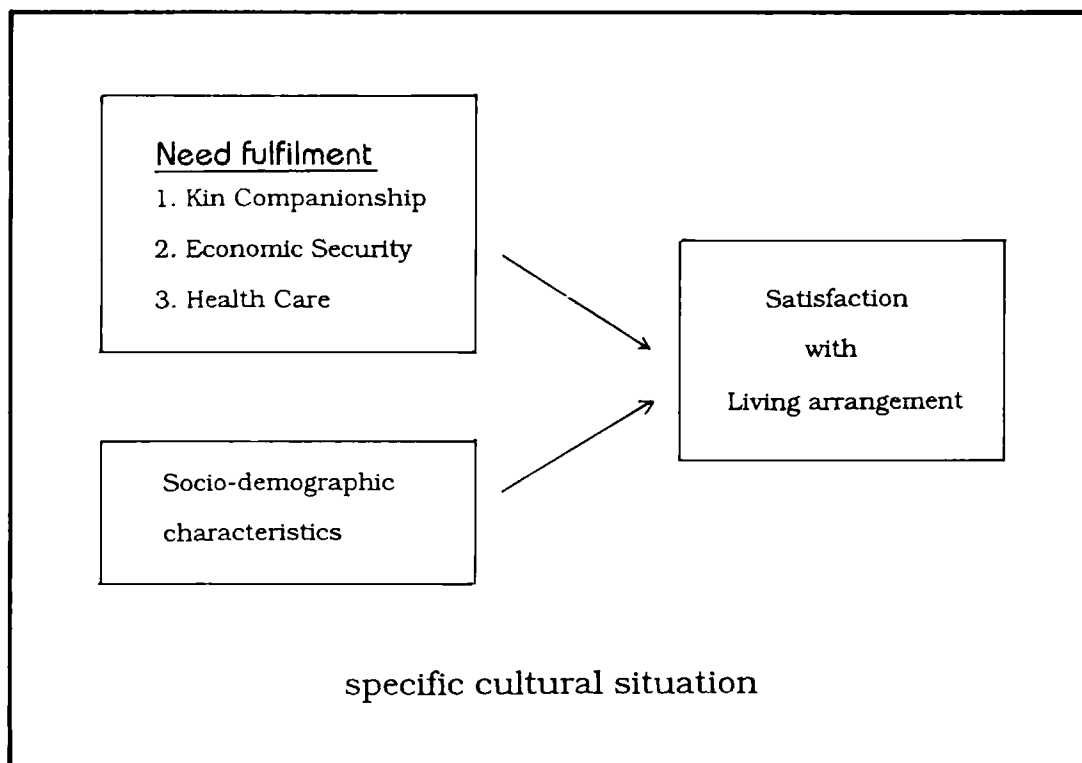 Need fulfilment
1. Kin Companionship
2. Economic Security
3. Health Care
Satisfaction
with
Living arrangement
Socio-demographic
characteristics
specific cultural situation